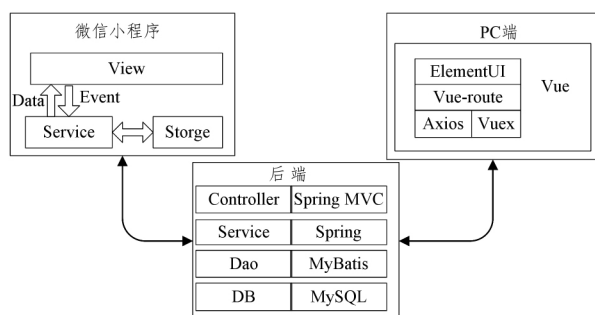 微信小程序
View
Data
Event
Service
Storge
PC端
ElementUI
Vue-route
Axios
Vuex
Vue
后 端
Controller
Spring MVC
Service
Spring
Dao
MyBatis
DB
MySQL